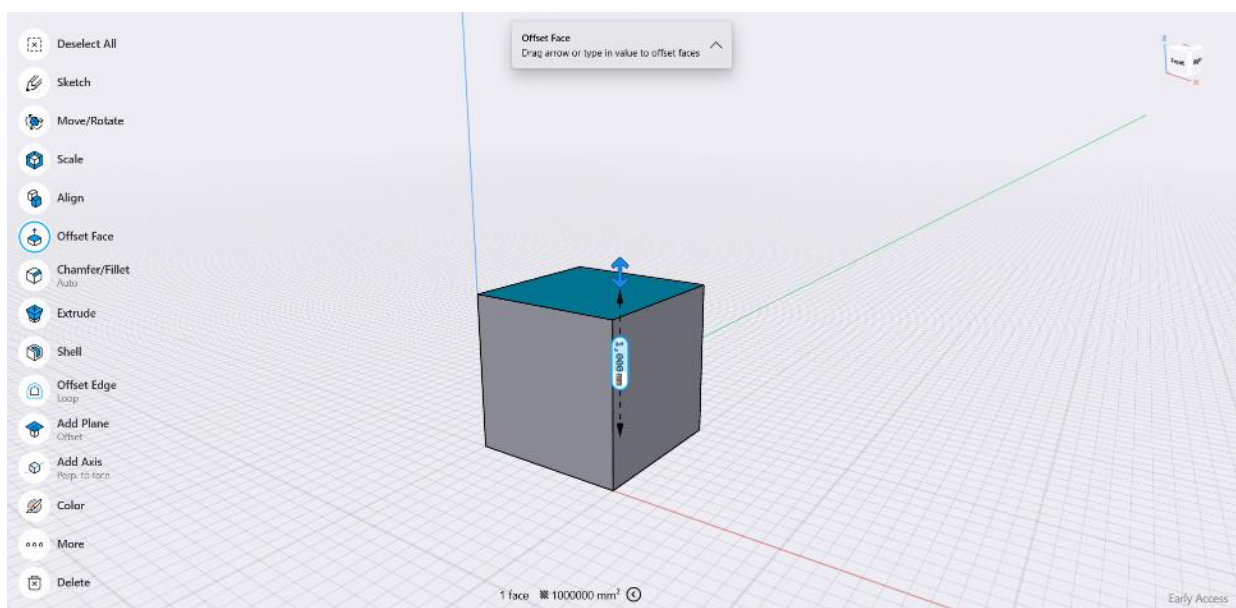 Deselect All
Sketch
Move/Rotate
Scale
Align
Offset Face
Chamfer/Fillet
Auto
Extrude
Shell
Offset Edge
Loop
Add Plane
Offset
Add Axis
Perp. to face
Color
More
Delete
Offset Face
Drag arrow or type in value to offset faces
1,000 mm
1 face 1000000 mm²
Front
X
Early Access